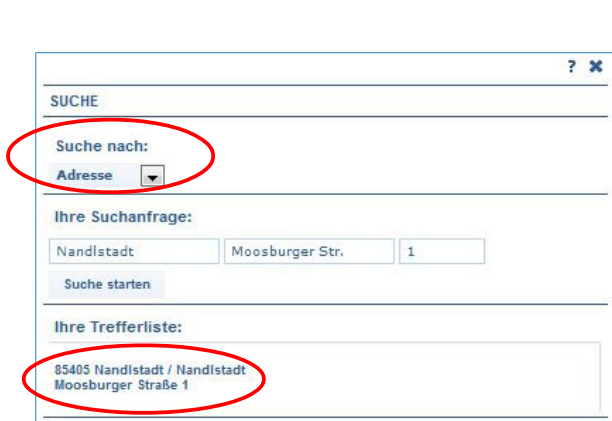 ? ✖
SUCHE
Suche nach:
Adresse
Ihre Suchanfrage:
Nandlstadt Moosburger Str. 1
Suche starten
Ihre Trefferliste:
85405 Nandlstadt / Nandlstadt
Moosburger Straße 1